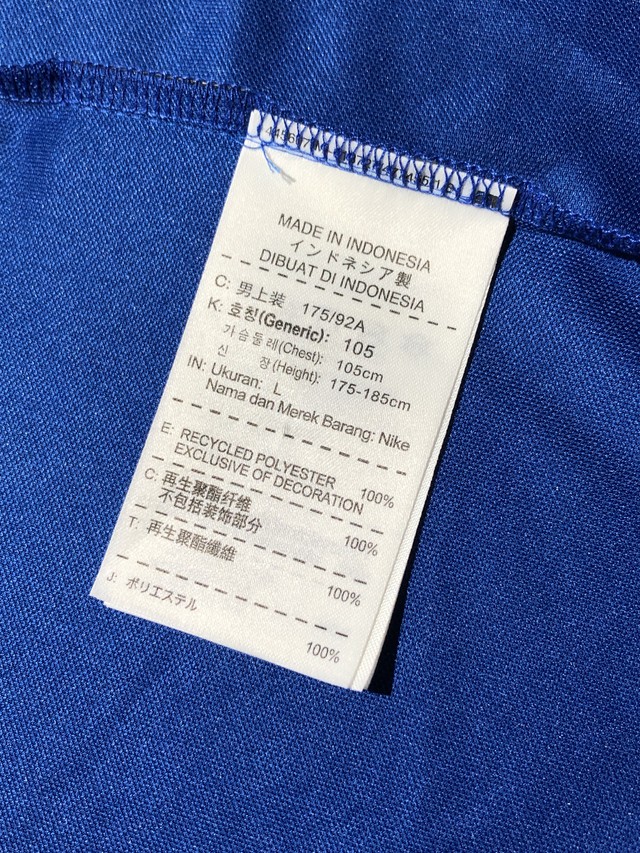 MADE IN INDONESIA
インドネシア製
DIBUAT DI INDONESIA
C: 男上装 175/92A
K: 호칭(Generic): 105
가슴둘레(Chest): 105cm
신 장(Height): 175-185cm
IN: Ukuran: L
Nama dan Merek Barang: Nike
E: RECYCLED POLYESTER 100%
EXCLUSIVE OF DECORATION
C: 再生聚酯纤维 100%
不包括装饰部分
T: 再生聚酯纖維 100%
J: ポリエステル 100%